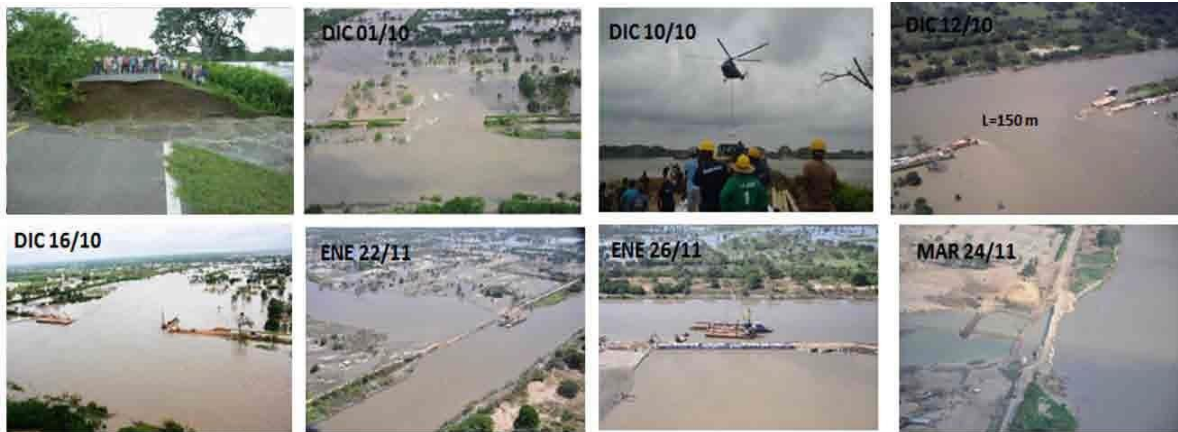 DIC 01/10
DIC 10/10
DIC 12/10
L=150 m
DIC 16/10
ENE 22/11
ENE 26/11
MAR 24/11